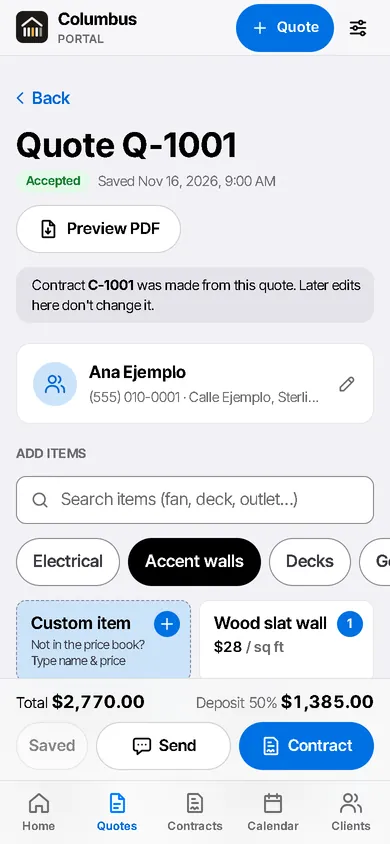 Columbus
PORTAL
+ Quote
Back
Quote Q-1001
Accepted Saved Nov 16, 2026, 9:00 AM
Preview PDF
Contract C-1001 was made from this quote. Later edits
here don't change it.
Ana Ejemplo
(555) 010-0001 · Calle Ejemplo, Sterli...
ADD ITEMS
Search items (fan, deck, outlet...)
Electrical Accent walls Decks
Custom item
Not in the price book?
Type name & price
Wood slat wall 1
$28 / sq ft
Total $2,770.00 Deposit 50% $1,385.00
Saved Send Contract
Home Quotes Contracts Calendar Clients